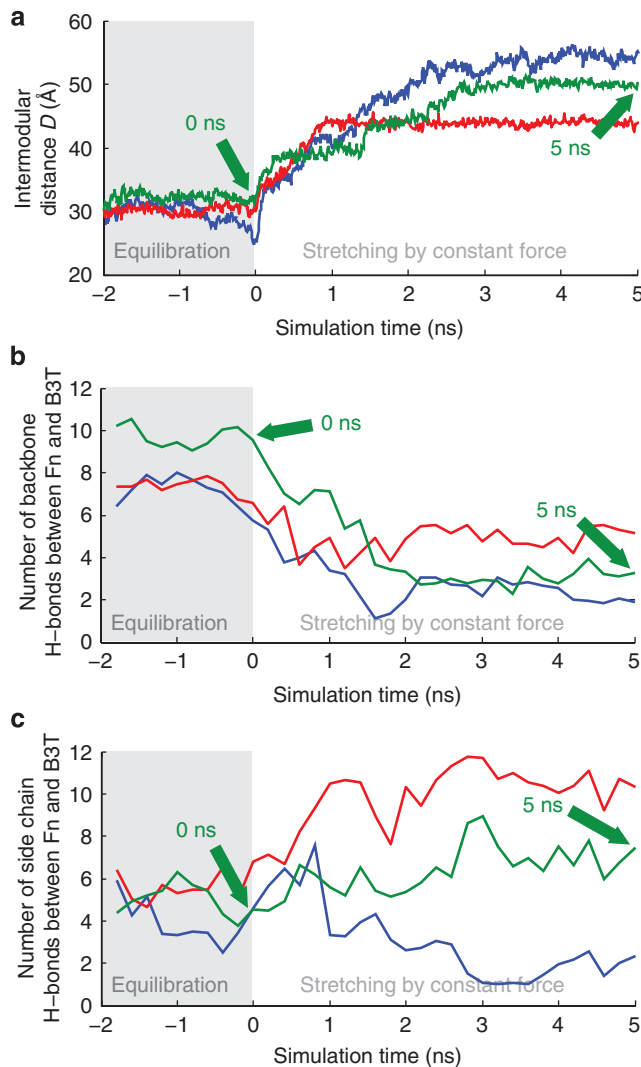 a
Intermodular
distance D (Å)
60
50
40
30
20
0 ns
5 ns
Equilibration
Stretching by constant force
−2
−1
0
1
2
3
4
5
Simulation time (ns)
b
Number of backbone
H-bonds between Fn and B3T
12
10
8
6
4
2
0
0 ns
5 ns
Equilibration
Stretching by constant force
−2
−1
0
1
2
3
4
5
Simulation time (ns)
c
Number of side chain
H–bonds between Fn and B3T
12
10
8
6
4
2
0
0 ns
5 ns
Equilibration
Stretching by constant force
−2
−1
0
1
2
3
4
5
Simulation time (ns)